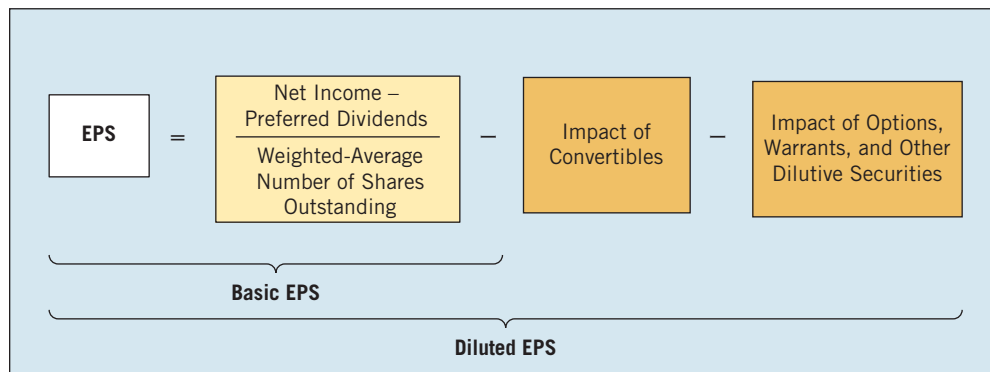 EPS
=
Net Income –
Preferred Dividends
Weighted-Average
Number of Shares
Outstanding
–
Impact of
Convertibles
–
Impact of Options,
Warrants, and Other
Dilutive Securities
Basic EPS
Diluted EPS